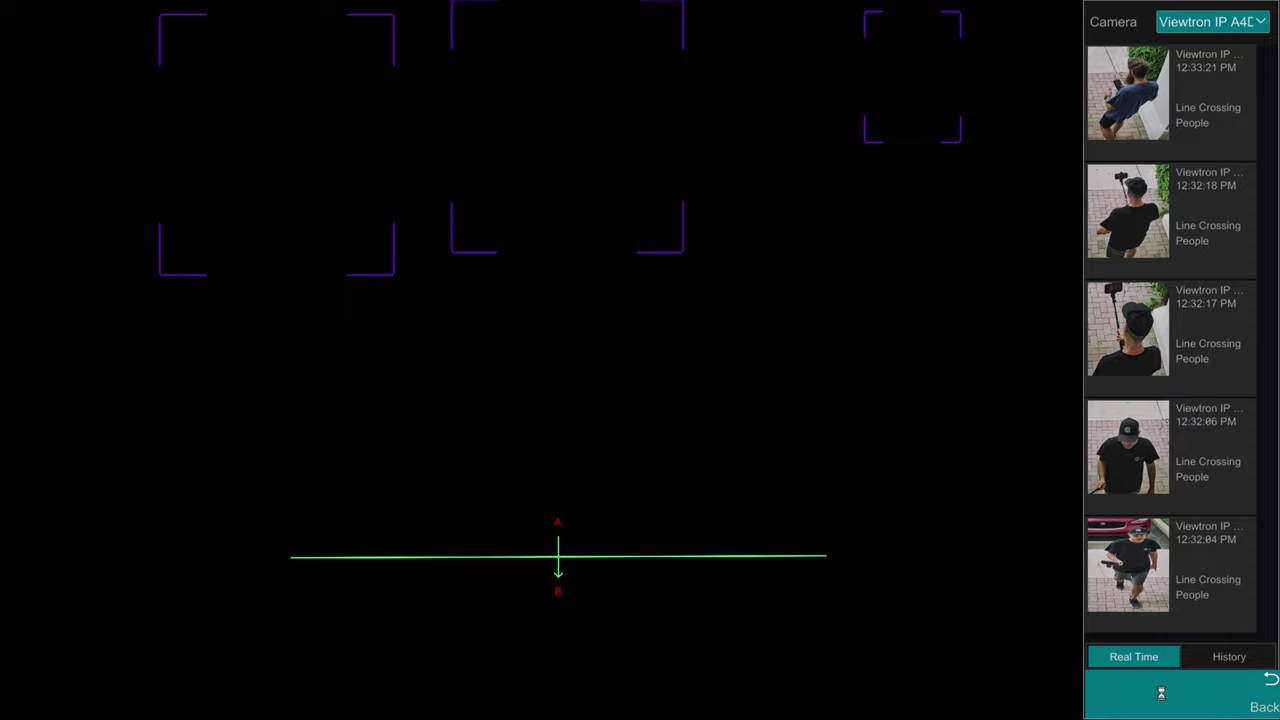 Camera
Viewtron IP A4D
Viewtron IP ...
12:33:21 PM
Line Crossing
People
Viewtron IP ...
12:32:18 PM
Line Crossing
People
Viewtron IP ...
12:32:17 PM
Line Crossing
People
Viewtron IP ...
12:32:06 PM
Line Crossing
People
Viewtron IP ...
12:32:04 PM
Line Crossing
People
A
B
Real Time
History
Back